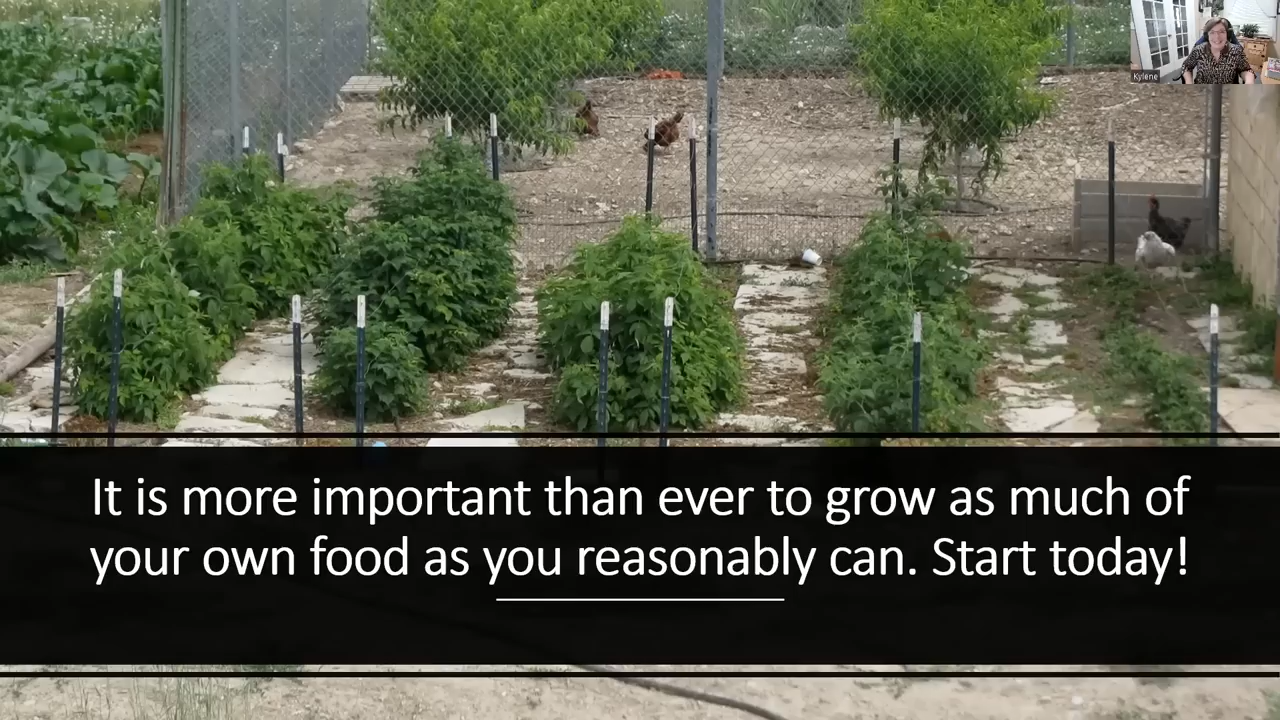 Kylene
It is more important than ever to grow as much of
your own food as you reasonably can. Start today!